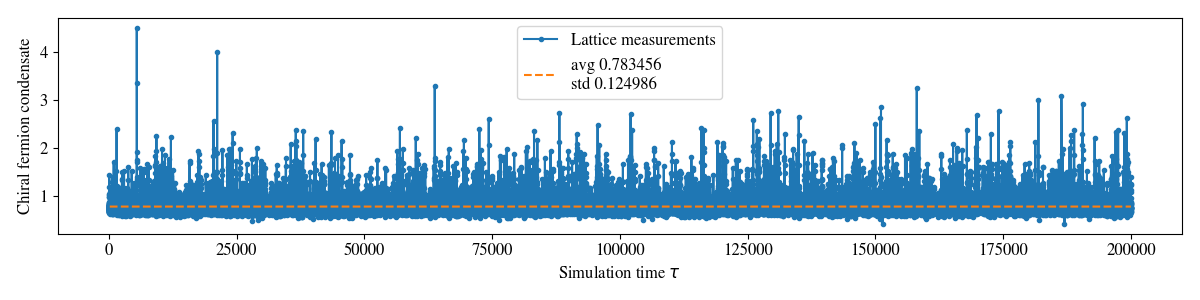 Chiral fermion condensate
4
3
2
1
Lattice measurements
avg 0.783456
std 0.124986
0 25000 50000 75000 100000 125000 150000 175000 200000
Simulation time τ